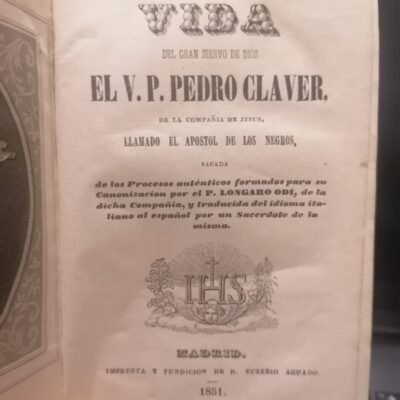 VIDA
DEL GRAN SIERVO DE DIOS
EL V. P. PEDRO CLAVER,
DE LA COMPAÑIA DE JESUS,
LLAMADO EL APOSTOL DE LOS NEGROS,
SACADA
de los Procesos auténticos formados para su
Canonizacion por el P. LONGARO ODI, de la
dicha Compañía, y traducida del idioma ita-
liano al español por un Sacerdote de la
misma.
IHS
MADRID.
IMPRENTA Y FUNDICION DE D. EUSEBIO AGUADO.
1851.